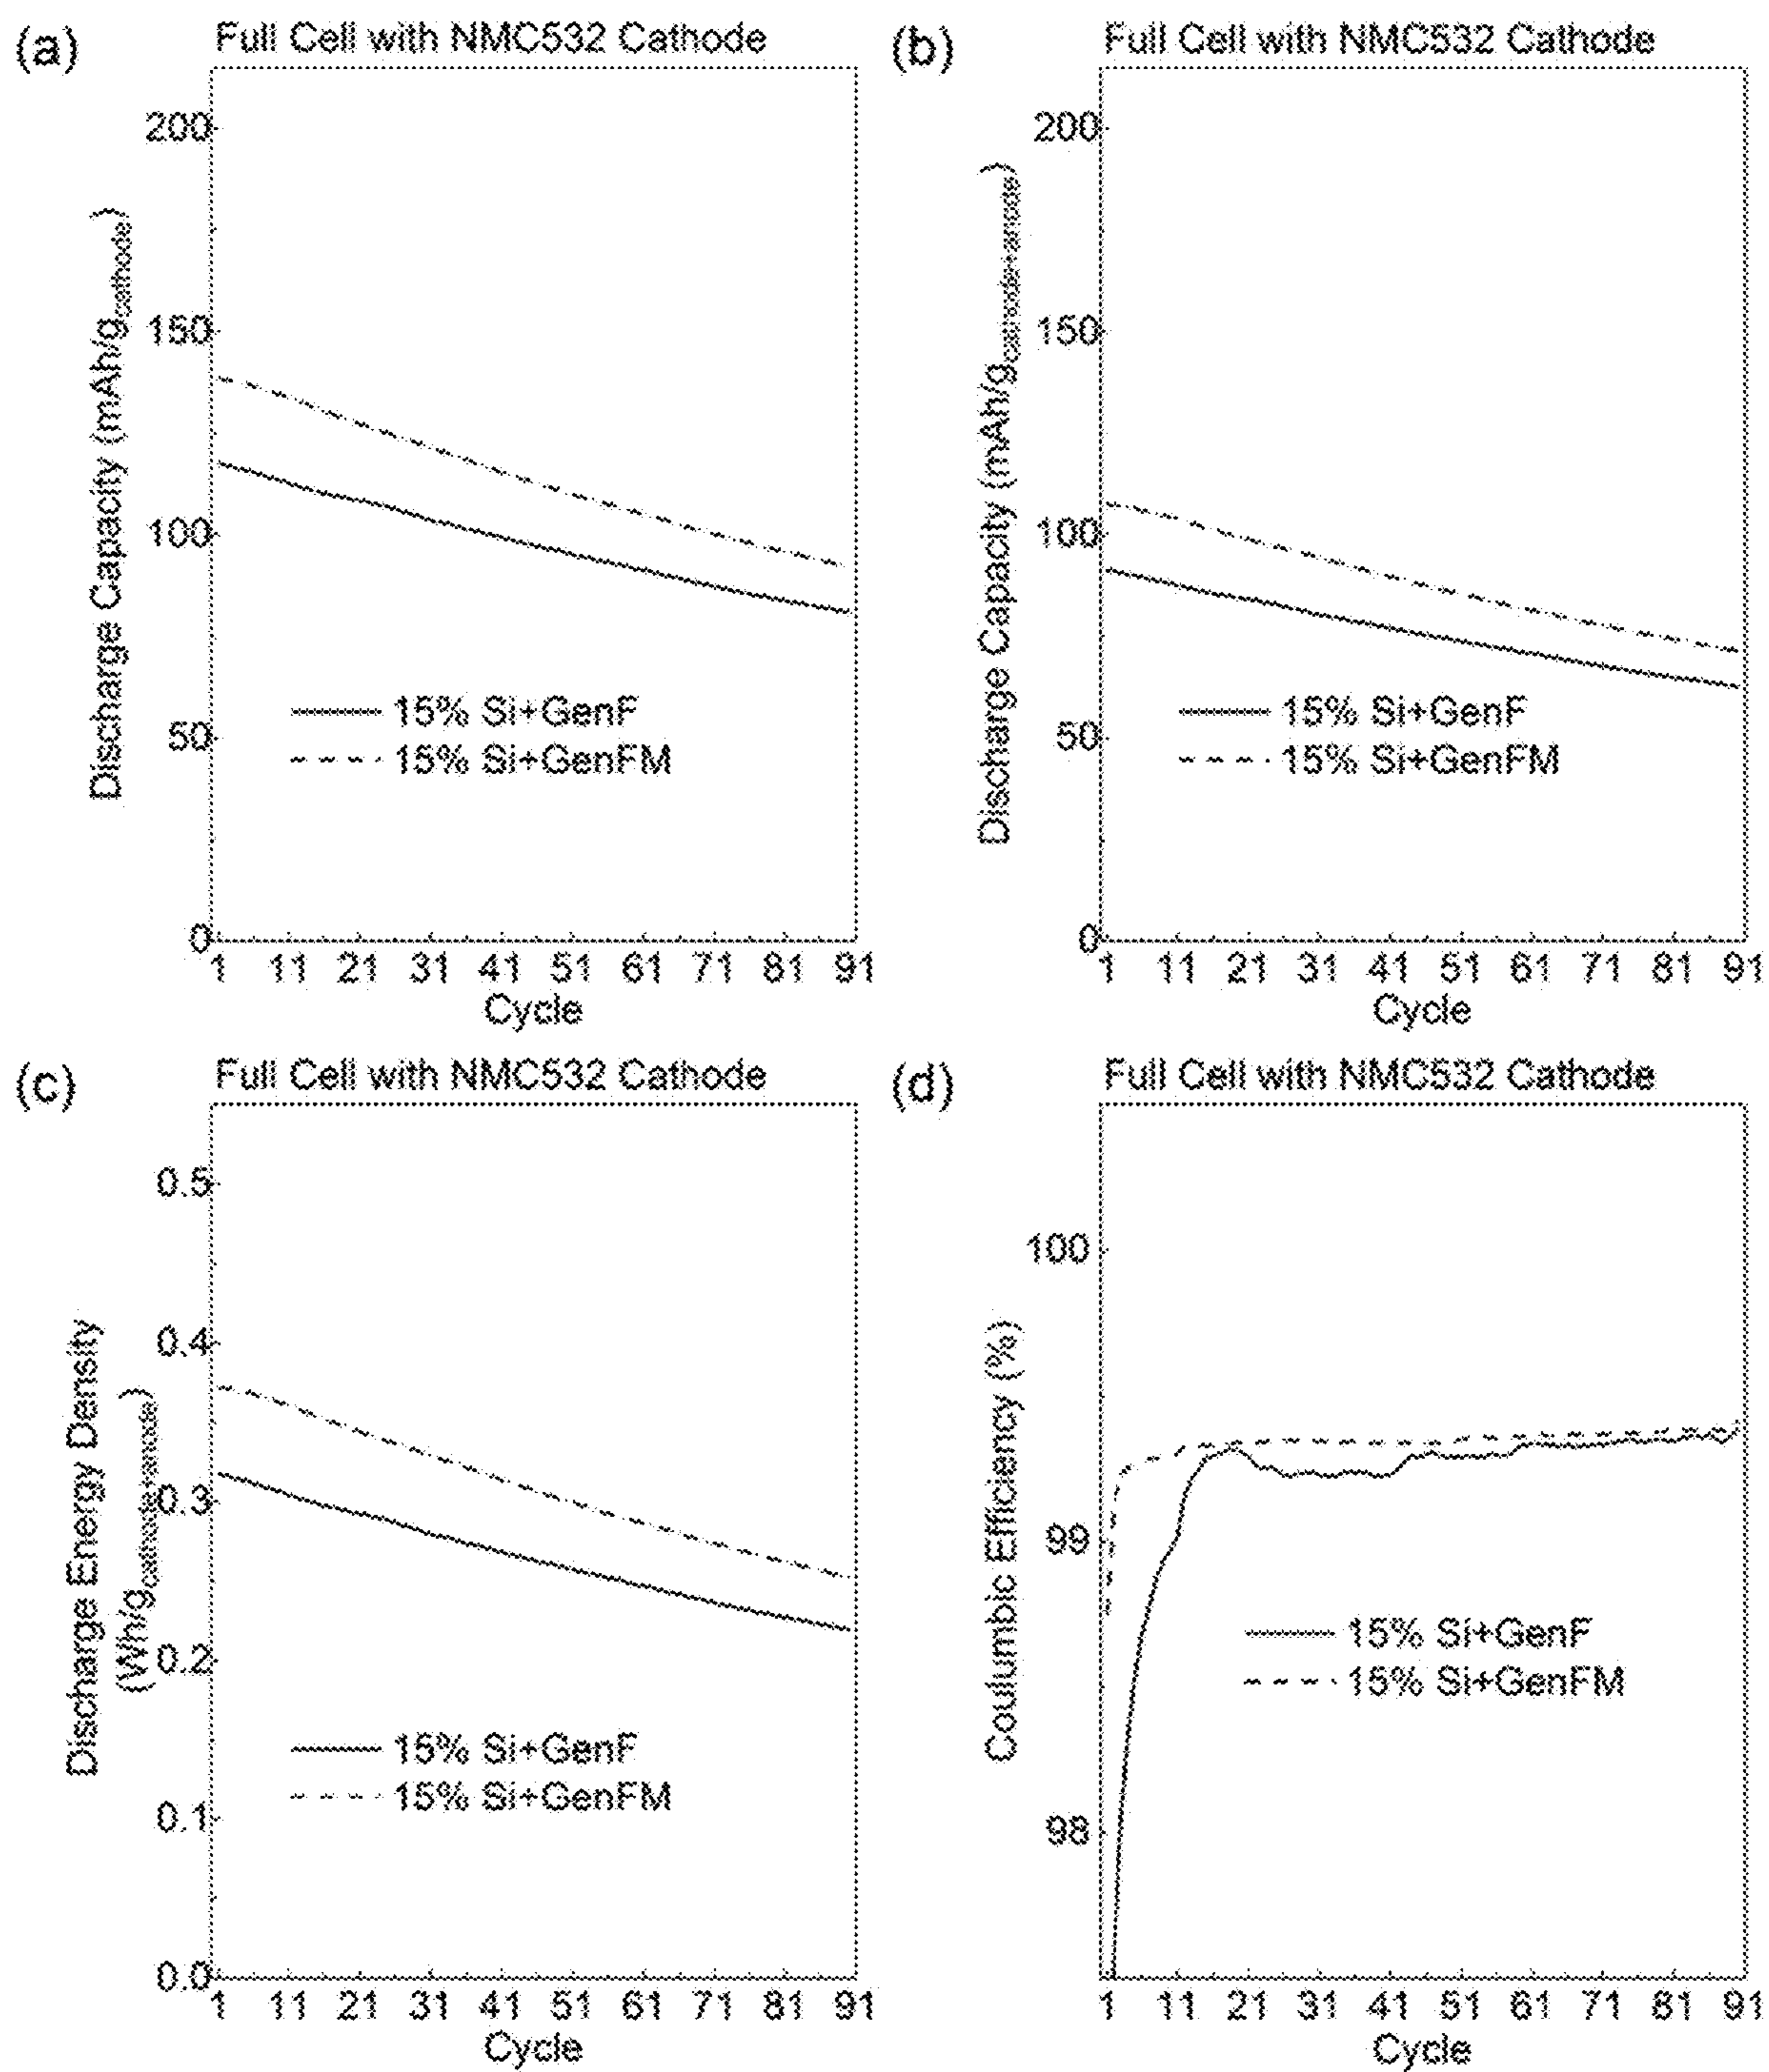 (a)
Full Cell with NMC532 Cathode
Discharge Capacity (mAh/gcathode)
200
150
100
50
0
15% Si+GenF
15% Si+GenFM
1 11 21 31 41 51 61 71 81 91
Cycle
(b)
Full Cell with NMC532 Cathode
Discharge Capacity (mAh/gcathode+anode)
200
150
100
50
0
15% Si+GenF
15% Si+GenFM
1 11 21 31 41 51 61 71 81 91
Cycle
(c)
Full Cell with NMC532 Cathode
Discharge Energy Density
(Wh/gcathode+anode)
0.5
0.4
0.3
0.2
0.1
0.0
15% Si+GenF
15% Si+GenFM
1 11 21 31 41 51 61 71 81 91
Cycle
(d)
Full Cell with NMC532 Cathode
Coulumbic Efficiency (%)
100
99
98
15% Si+GenF
15% Si+GenFM
1 11 21 31 41 51 61 71 81 91
Cycle